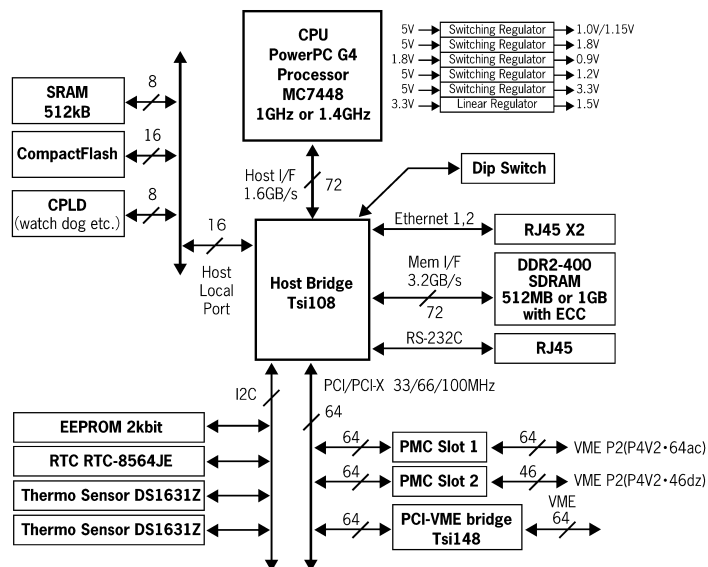 CPU
PowerPC G4
Processor
MC7448
1GHz or 1.4GHz
5V Switching Regulator 1.0V/1.15V
5V Switching Regulator 1.8V
1.8V Switching Regulator 0.9V
5V Switching Regulator 1.2V
5V Switching Regulator 3.3V
3.3V Linear Regulator 1.5V
SRAM
512kB
8
CompactFlash
16
CPLD
(watch dog etc.)
8
Host I/F
1.6GB/s
72
Dip Switch
16
Host
Local
Port
Host Bridge
Tsi108
Ethernet 1,2
RJ45 X2
Mem I/F
3.2GB/s
72
DDR2-400
SDRAM
512MB or 1GB
with ECC
RS-232C
RJ45
I2C
PCI/PCI-X 33/66/100MHz
64
EEPROM 2kbit
RTC RTC-8564JE
Thermo Sensor DS1631Z
Thermo Sensor DS1631Z
64
PMC Slot 1
64
VME P2(P4V2・64ac)
64
PMC Slot 2
46
VME P2(P4V2・46dz)
64
PCI-VME bridge
Tsi148
VME
64